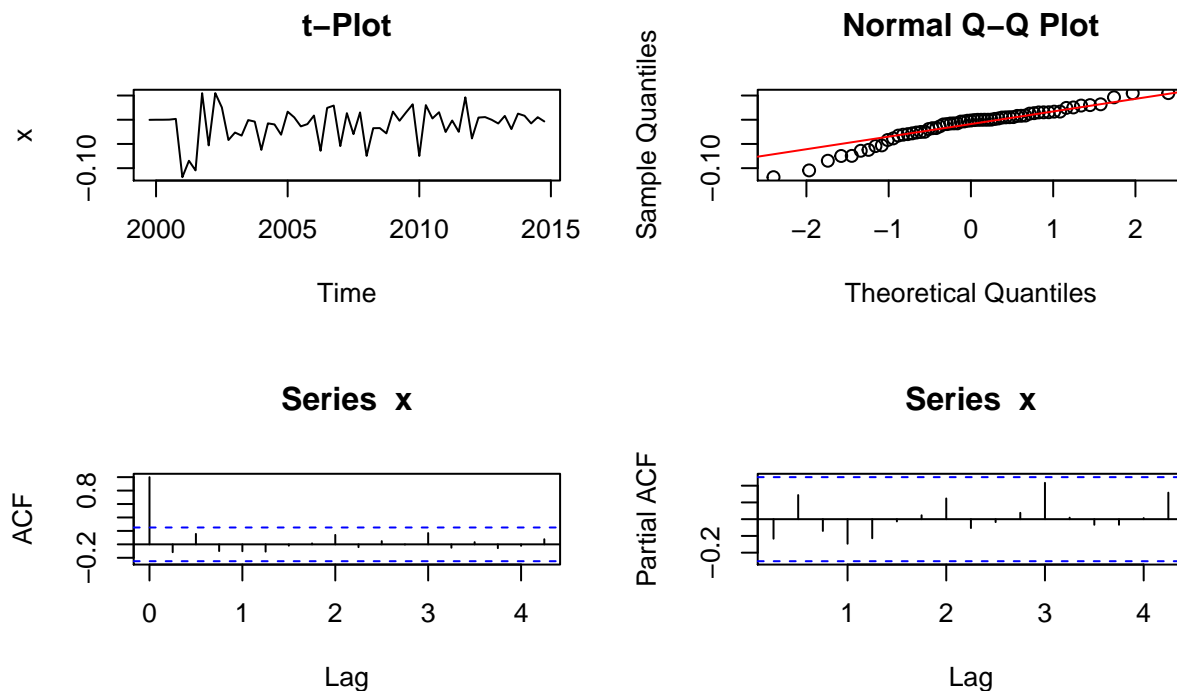 t−Plot
x
−0.10
2000 2005 2010 2015
Time
Normal Q−Q Plot
Sample Quantiles
−0.10
−2 −1 0 1 2
Theoretical Quantiles
Series x
ACF
−0.2 0.8
0 1 2 3 4
Lag
Series x
Partial ACF
−0.2
1 2 3 4
Lag